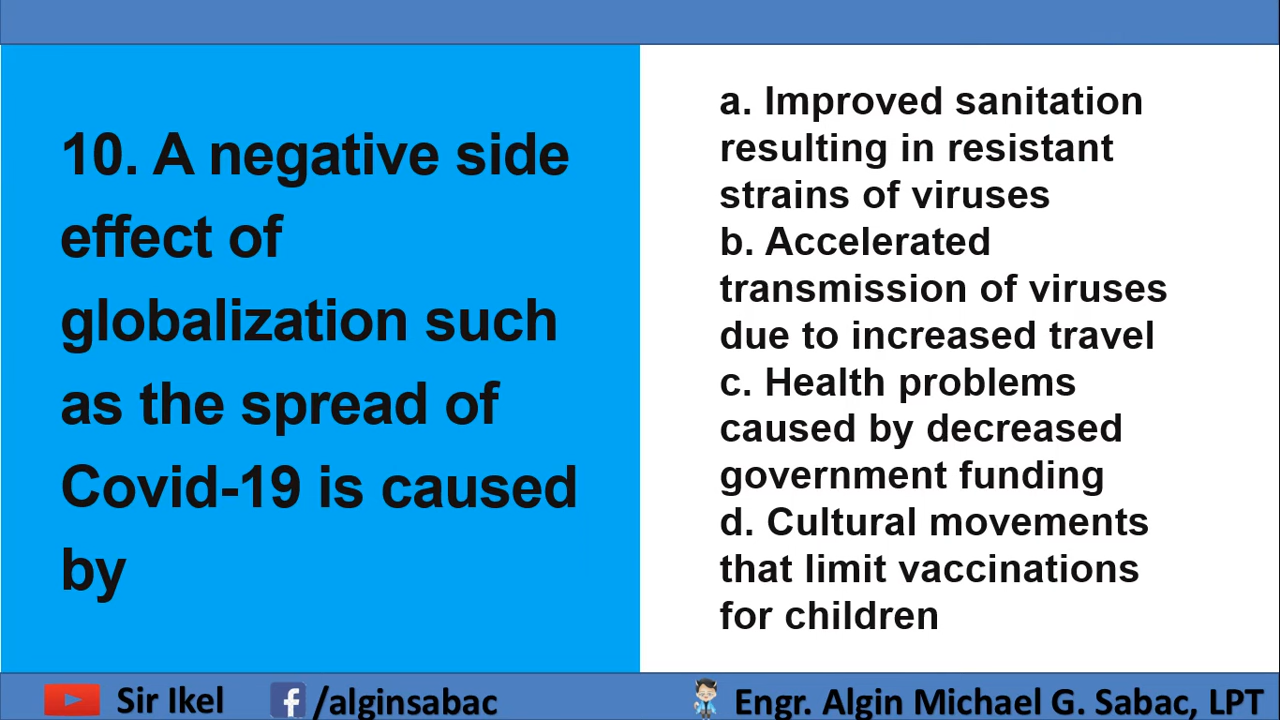 10. A negative side
effect of
globalization such
as the spread of
Covid-19 is caused
by
a. Improved sanitation
resulting in resistant
strains of viruses
b. Accelerated
transmission of viruses
due to increased travel
c. Health problems
caused by decreased
government funding
d. Cultural movements
that limit vaccinations
for children
Sir Ikel
/alginsabac
Engr. Algin Michael G. Sabac, LPT